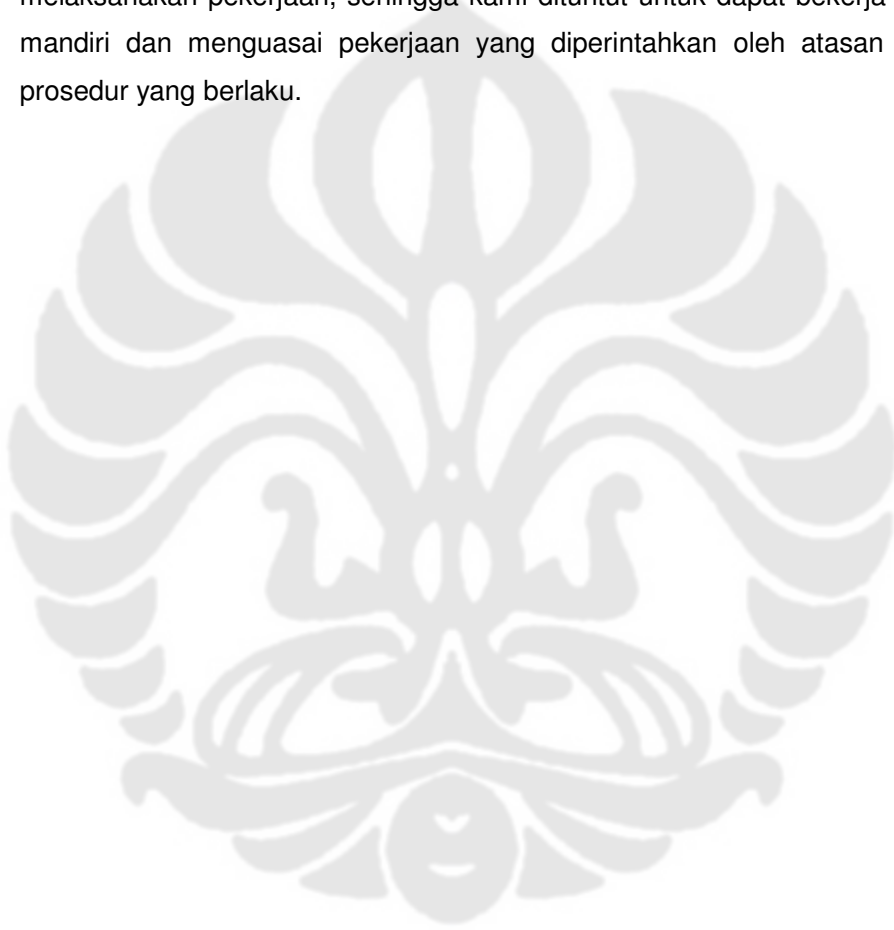 melaksanakan pekerjaan, sehingga kami dituntut untuk dapat bekerja
mandiri dan menguasai pekerjaan yang diperintahkan oleh atasan
prosedur yang berlaku.